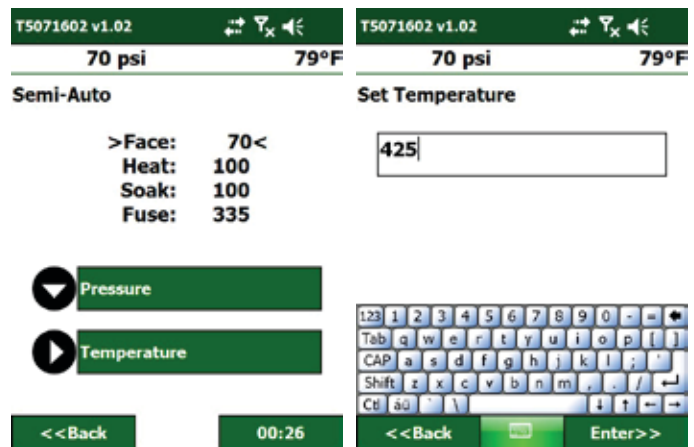 T5071602 v1.02
70 psi 79°F
Semi-Auto
>Face: 70<
Heat: 100
Soak: 100
Fuse: 335
Pressure
Temperature
<<Back 00:26
T5071602 v1.02
70 psi 79°F
Set Temperature
425
123 1 2 3 4 5 6 7 8 9 0 - =
Tab q w e r t y u i o p [ ]
CAP a s d f g h j k l ; '
Shift z x c v b n m , . /
Ctl áü ` \
<<Back Enter>>